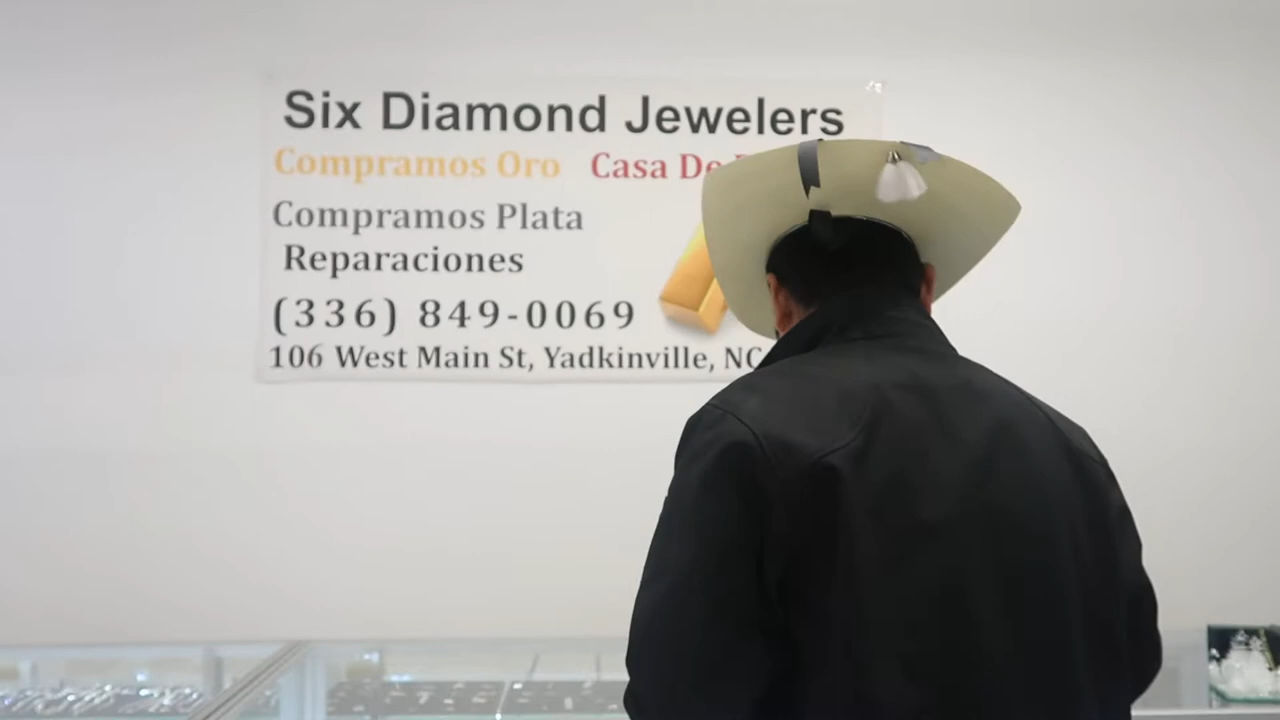 Six Diamond Jewelers
Compramos Oro Casa De
Compramos Plata
Reparaciones
(336) 849-0069
106 West Main St, Yadkinville, NC